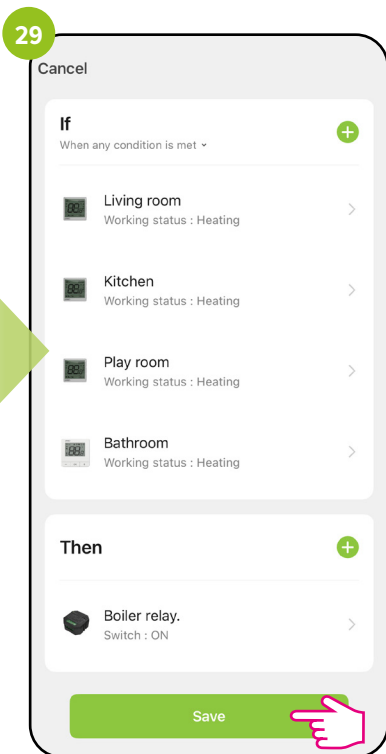 29
Cancel
If
When any condition is met
Living room
Working status : Heating
Kitchen
Working status : Heating
Play room
Working status : Heating
Bathroom
Working status : Heating
Then
Boiler relay.
Switch : ON
Save